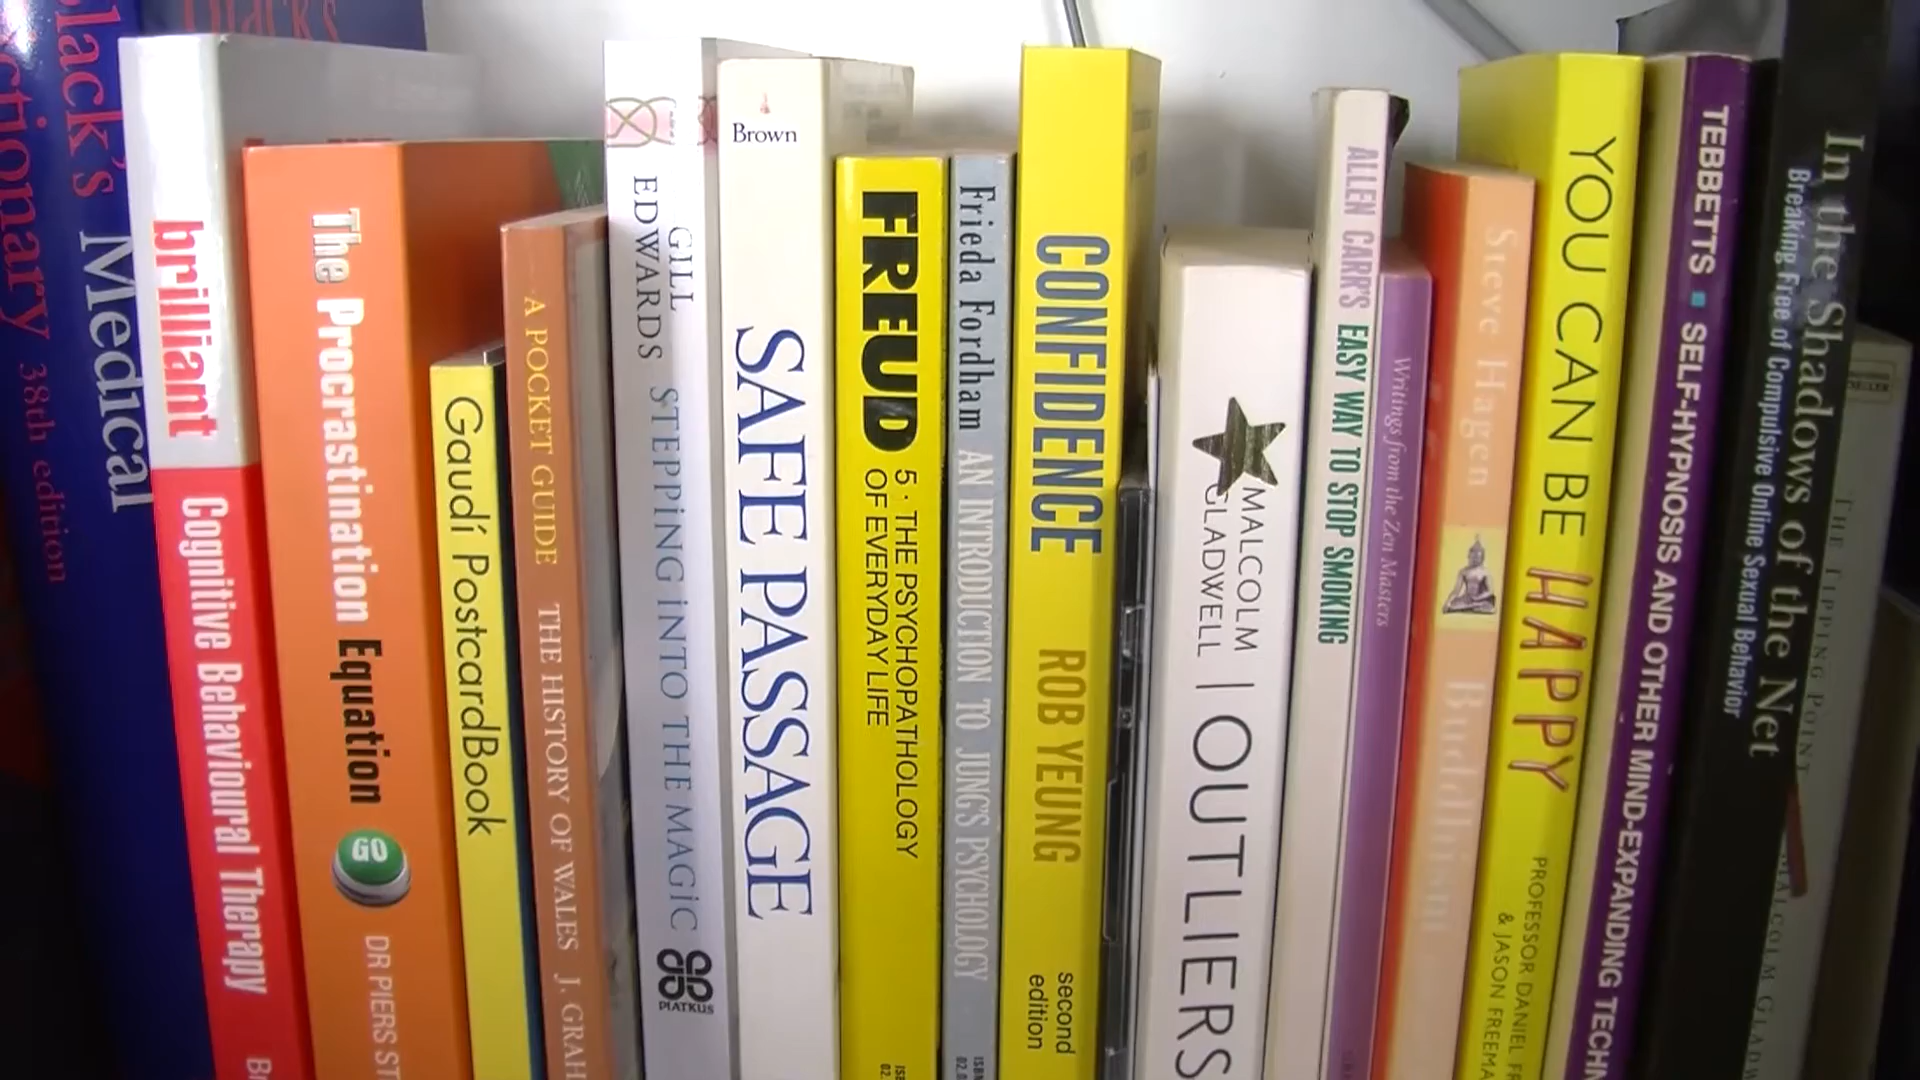 Black's Medical
ctionary 38th edition
brilliant
Cognitive Behavioural Therapy
The Procrastination Equation
GO
DR PIERS ST
Gaudí PostcardBook
A POCKET GUIDE THE HISTORY OF WALES J. GRAH
GILL
EDWARDS STEPPiNG iNTO THE MAGiC
PIATKUS
Brown
SAFE PASSAGE
FREUD
5 · THE PSYCHOPATHOLOGY
OF EVERYDAY LIFE
Frieda Fordham AN INTRODUCTION TO JUNG'S PSYCHOLOGY
CONFIDENCE ROB YEUNG
second
edition
MALCOLM
GLADWELL | OUTLIERS
ALLEN CARR'S EASY WAY TO STOP SMOKING
Writings from the Zen Masters
Steve Hagen Buddhism
YOU CAN BE HAPPY
PROFESSOR DANIEL FR
& JASON FREEMA
TEBBETTS ▪ SELF-HYPNOSIS AND OTHER MIND-EXPANDING TECHN
In the Shadows of the Net
Breaking Free of Compulsive Online Sexual Behavior
THE TIPPING POINT
MALCOLM GLADW